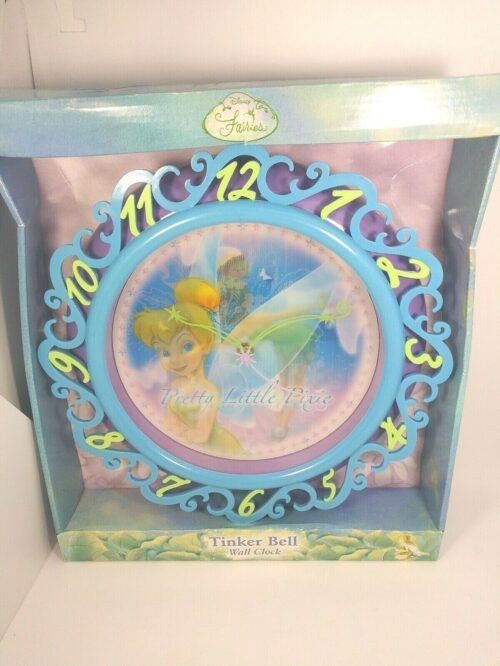 Disney
Fairies
12
1
2
3
5
6
7
8
9
10
11
Pretty Little Pixie
Tinker Bell
Wall Clock